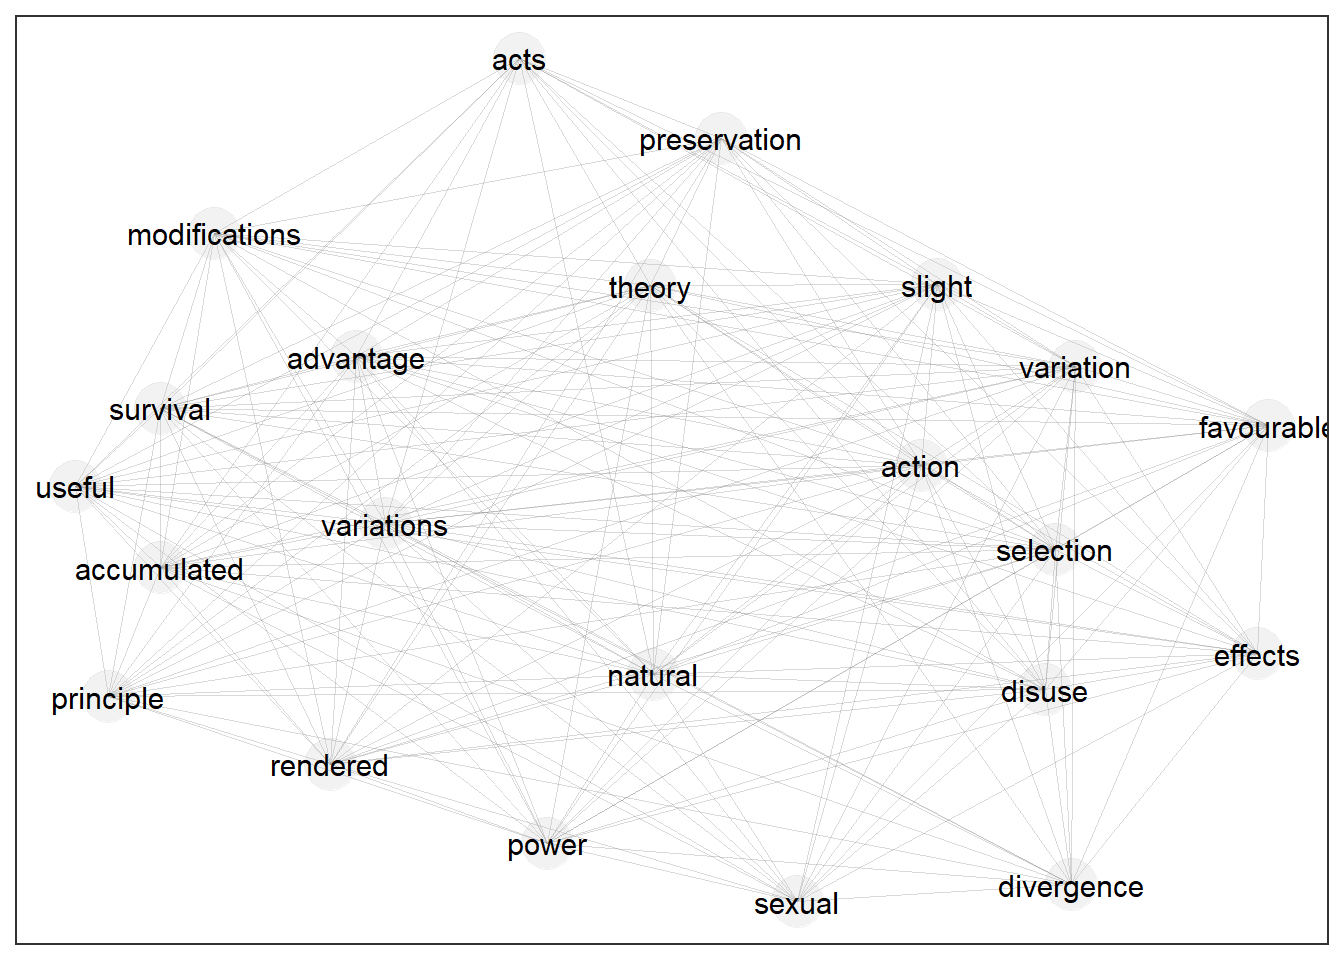 acts
preservation
modifications
theory
slight
advantage
variation
survival
favourable
action
useful
variations
selection
accumulated
effects
natural
disuse
principle
rendered
power
divergence
sexual